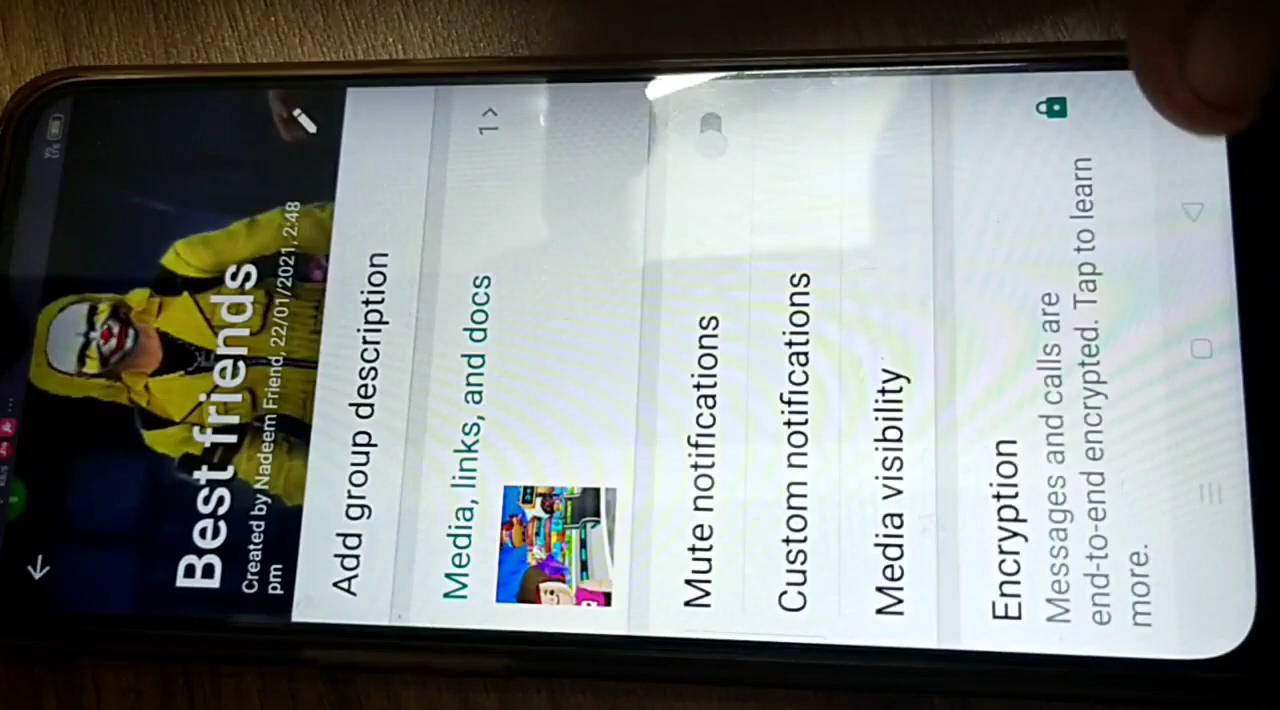 Best friends
Created by Nadeem Friend, 22/01/2021, 2:48
pm
Add group description
Media, links, and docs
1 >
Mute notifications
Custom notifications
Media visibility
Encryption
Messages and calls are
end-to-end encrypted. Tap to learn
more.